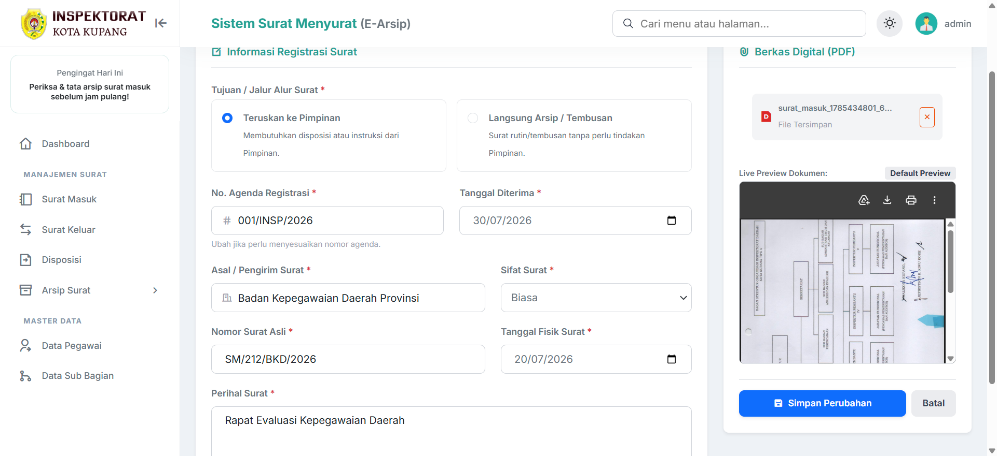 INSPEKTORAT
KOTA KUPANG
Sistem Surat Menyurat (E-Arsip)
Cari menu atau halaman...
admin
Pengingat Hari Ini
Periksa & tata arsip surat masuk
sebelum jam pulang!
Dashboard
MANAJEMEN SURAT
Surat Masuk
Surat Keluar
Disposisi
Arsip Surat
MASTER DATA
Data Pegawai
Data Sub Bagian
Informasi Registrasi Surat
Tujuan / Jalur Alur Surat *
Teruskan ke Pimpinan
Membutuhkan disposisi atau instruksi dari
Pimpinan.
Langsung Arsip / Tembusan
Surat rutin/tembusan tanpa perlu tindakan
Pimpinan.
No. Agenda Registrasi *
# 001/INSP/2026
Ubah jika perlu menyesuaikan nomor agenda.
Tanggal Diterima *
30/07/2026
Asal / Pengirim Surat *
Badan Kepegawaian Daerah Provinsi
Sifat Surat *
Biasa
Nomor Surat Asli *
SM/212/BKD/2026
Tanggal Fisik Surat *
20/07/2026
Perihal Surat *
Rapat Evaluasi Kepegawaian Daerah
Berkas Digital (PDF)
surat_masuk_1785434801_6...
File Tersimpan
Live Preview Dokumen:
Default Preview
Simpan Perubahan
Batal